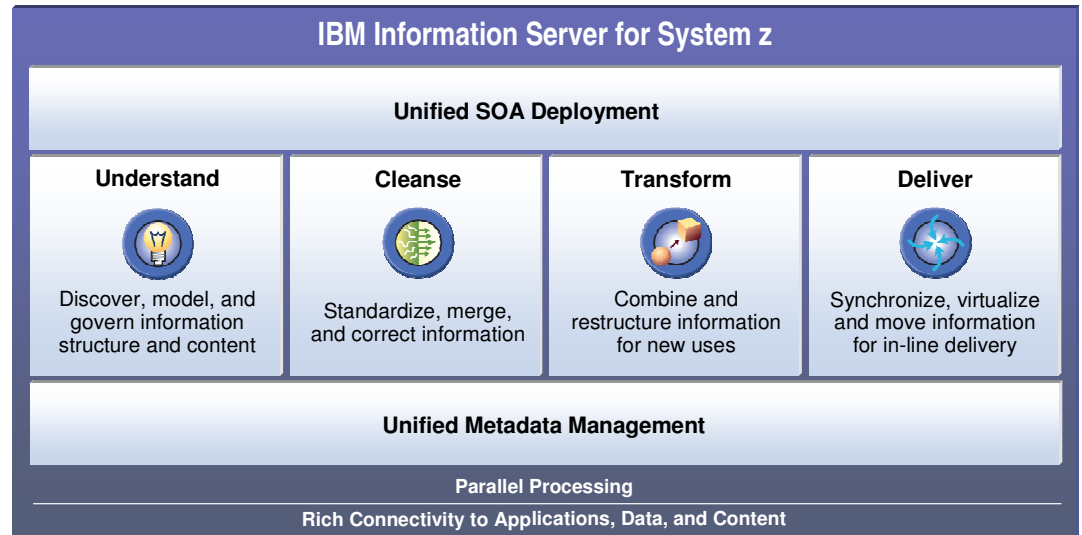 IBM Information Server for System z
Unified SOA Deployment
Understand
Discover, model, and
govern information
structure and content
Cleanse
Standardize, merge,
and correct information
Transform
Combine and
restructure information
for new uses
Deliver
Synchronize, virtualize
and move information
for in-line delivery
Unified Metadata Management
Parallel Processing
Rich Connectivity to Applications, Data, and Content